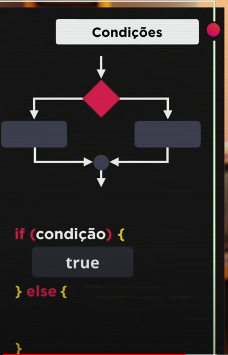 Condições
if (condição) {
true
} else {
}